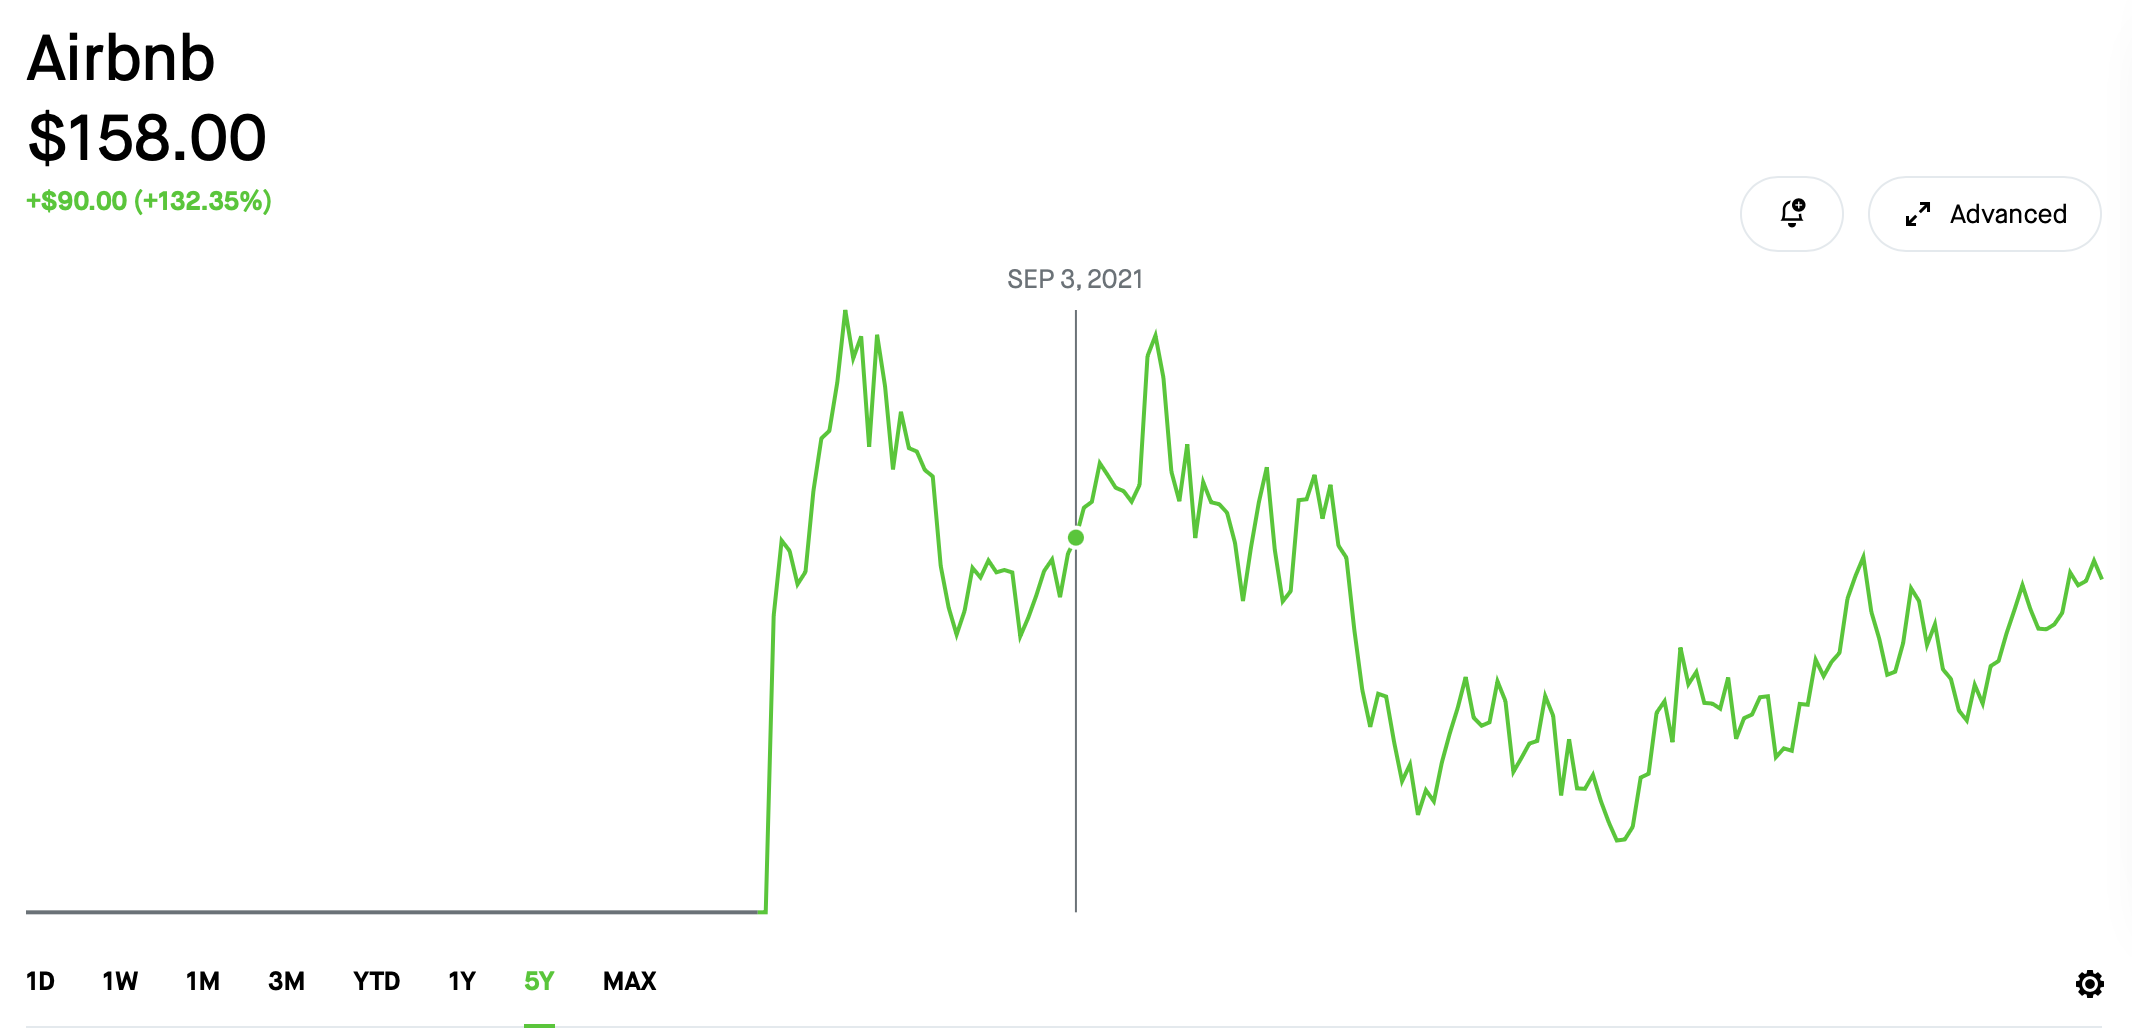 Airbnb
$158.00
+$90.00 (+132.35%)
Advanced
SEP 3, 2021
1D 1W 1M 3M YTD 1Y 5Y MAX